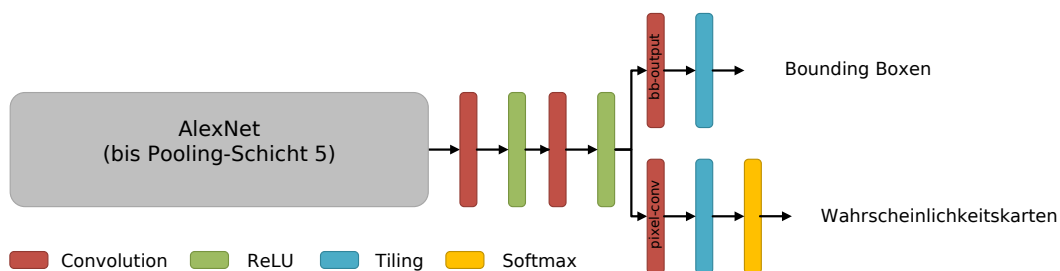 AlexNet
(bis Pooling-Schicht 5)
bb-output
Bounding Boxen
pixel-conv
Wahrscheinlichkeitskarten
Convolution
ReLU
Tiling
Softmax